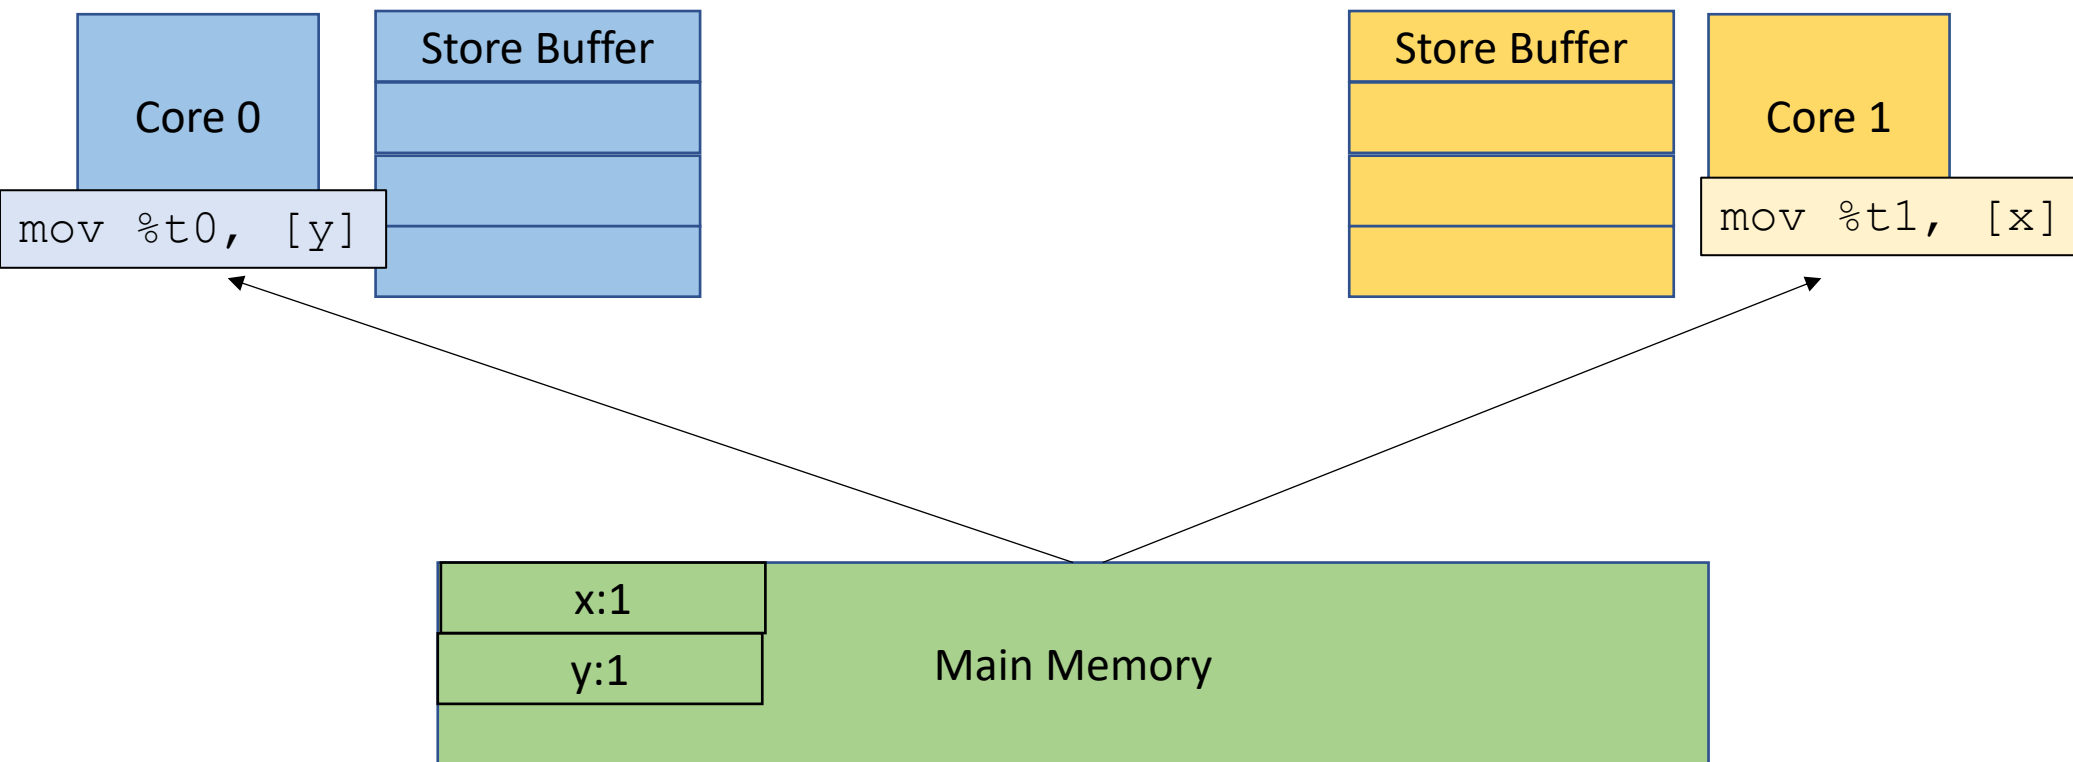 Store Buffer
Store Buffer
Core 0
Core 1
mov %t0, [y]
mov %t1, [x]
x:1
y:1
Main Memory